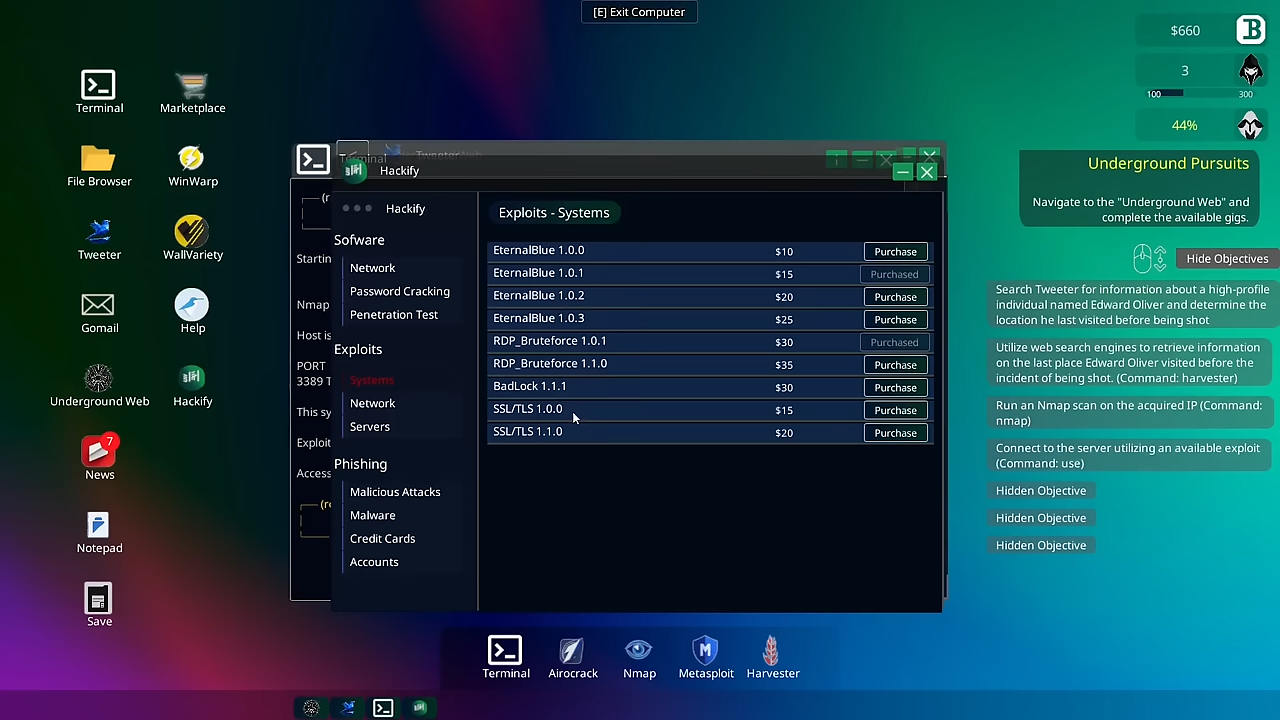 [E] Exit Computer
$660
3
100
300
44%
Underground Pursuits
Navigate to the "Underground Web" and
complete the available gigs.
Hide Objectives
Search Tweeter for information about a high-profile
individual named Edward Oliver and determine the
location he last visited before being shot
Utilize web search engines to retrieve information
on the last place Edward Oliver visited before the
incident of being shot. (Command: harvester)
Run an Nmap scan on the acquired IP (Command:
nmap)
Connect to the server utilizing an available exploit
(Command: use)
Hidden Objective
Hidden Objective
Hidden Objective
Terminal
Marketplace
File Browser
WinWarp
Tweeter
WallVariety
Gomail
Help
Underground Web
Hackify
7
News
Notepad
Save
Terminal
TweeterWeb
Startin
Nmap
Host is
PORT
3389 T
This sy
Exploit
Access
Hackify
Hackify
Sofware
Network
Password Cracking
Penetration Test
Exploits
Systems
Network
Servers
Phishing
Malicious Attacks
Malware
Credit Cards
Accounts
Exploits - Systems
EternalBlue 1.0.0 $10 Purchase
EternalBlue 1.0.1 $15 Purchased
EternalBlue 1.0.2 $20 Purchase
EternalBlue 1.0.3 $25 Purchase
RDP_Bruteforce 1.0.1 $30 Purchased
RDP_Bruteforce 1.1.0 $35 Purchase
BadLock 1.1.1 $30 Purchase
SSL/TLS 1.0.0 $15 Purchase
SSL/TLS 1.1.0 $20 Purchase
Terminal
Airocrack
Nmap
Metasploit
Harvester